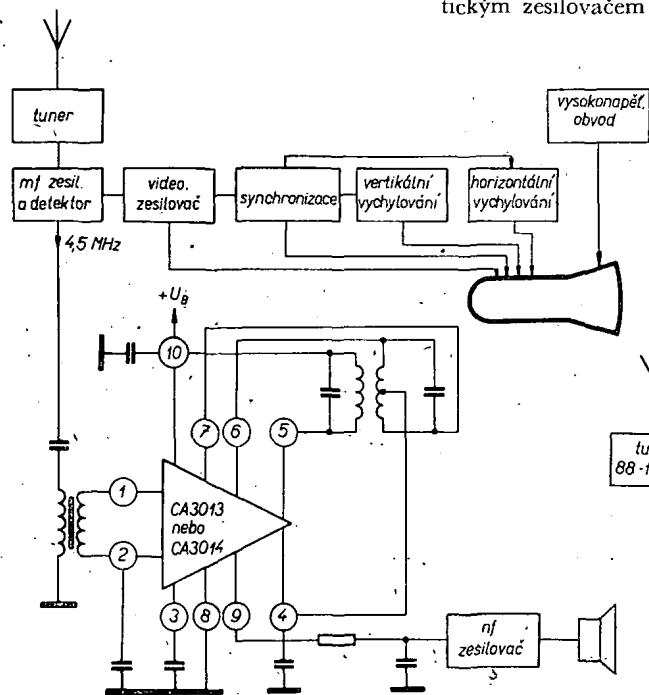 tickým zesilovačem
tuner
vysokonapěť.
obvod
mf zesil.
a detektor
video.
zesilovač
synchronizace
vertikální
vychylování
horizontální
vychylování
4,5 MHz
+U_B
10
7
6
5
1
2
CA3013
nebo
CA3014
3
8
9
4
nf
zesilovač
tu
88-1